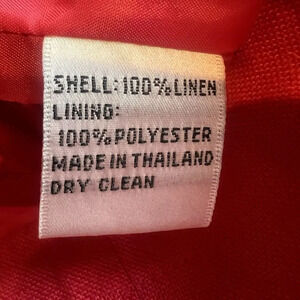 SHELL: 100% LINEN
LINING:
100% POLYESTER
MADE IN THAILAND
DRY CLEAN